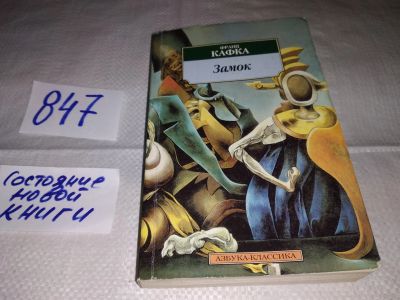 847
Состояние
новой
книги
ФРАНЦ
КАФКА
Замок
АЗБУКА-КЛАССИКА